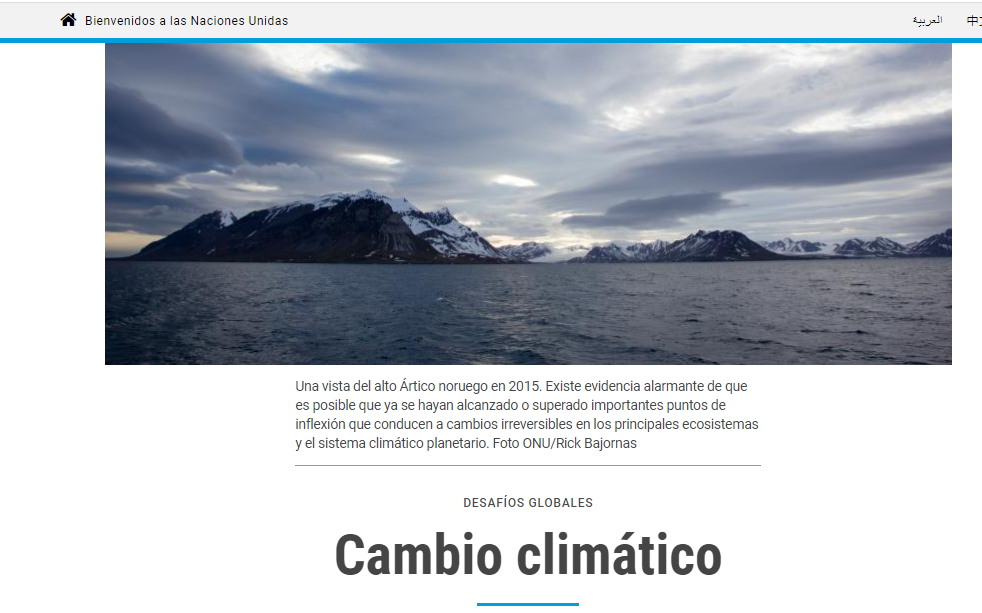 Bienvenidos a las Naciones Unidas
العربية
中文
Una vista del alto Ártico noruego en 2015. Existe evidencia alarmante de que
es posible que ya se hayan alcanzado o superado importantes puntos de
inflexión que conducen a cambios irreversibles en los principales ecosistemas
y el sistema climático planetario. Foto ONU/Rick Bajornas
DESAFÍOS GLOBALES
Cambio climático